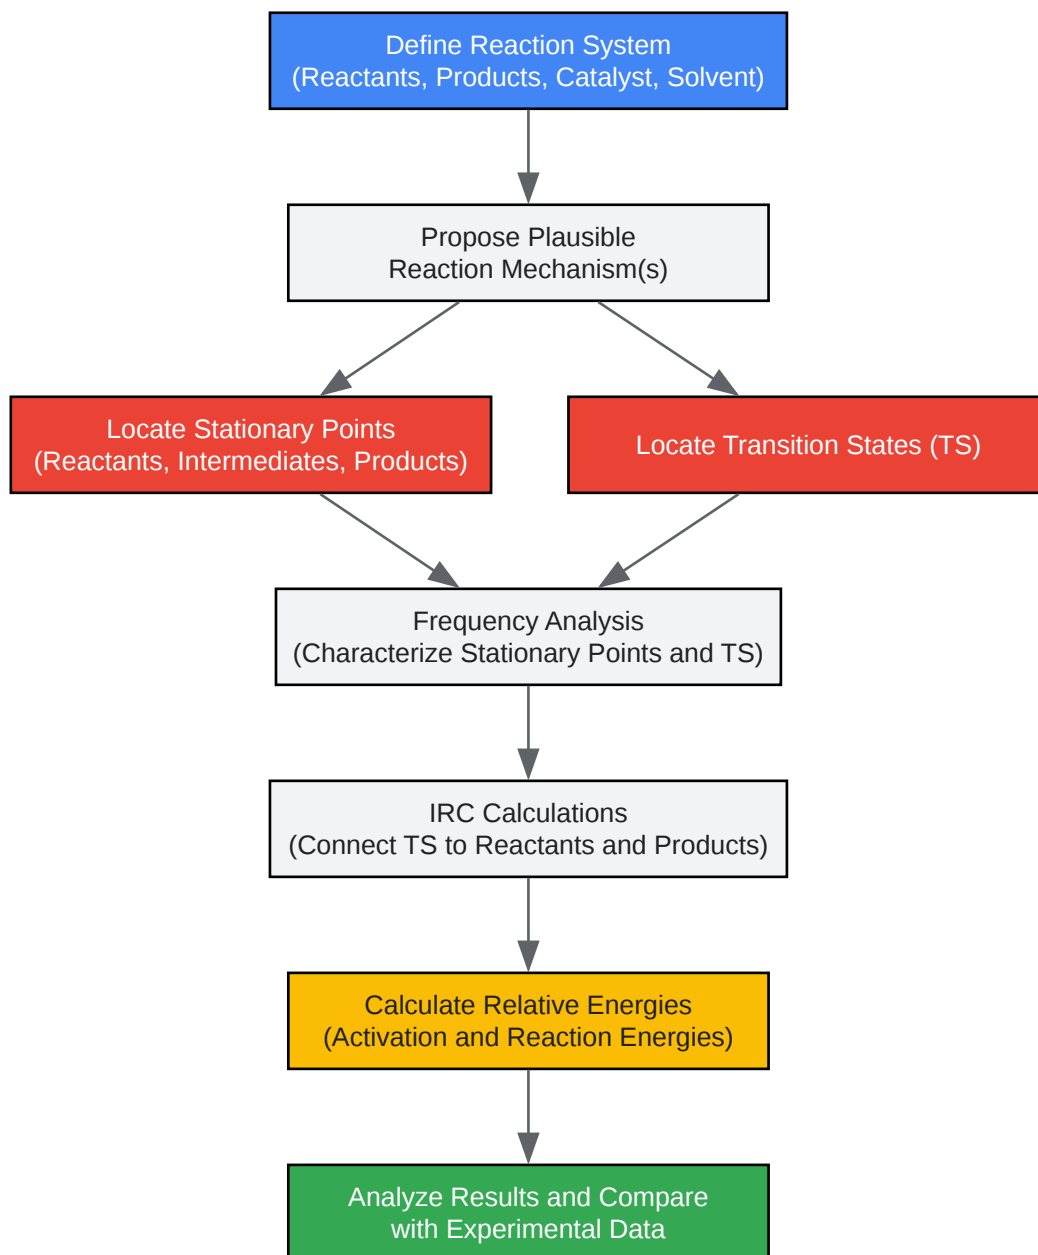 Define Reaction System
(Reactants, Products, Catalyst, Solvent)
Propose Plausible
Reaction Mechanism(s)
Locate Stationary Points
(Reactants, Intermediates, Products)
Locate Transition States (TS)
Frequency Analysis
(Characterize Stationary Points and TS)
IRC Calculations
(Connect TS to Reactants and Products)
Calculate Relative Energies
(Activation and Reaction Energies)
Analyze Results and Compare
with Experimental Data